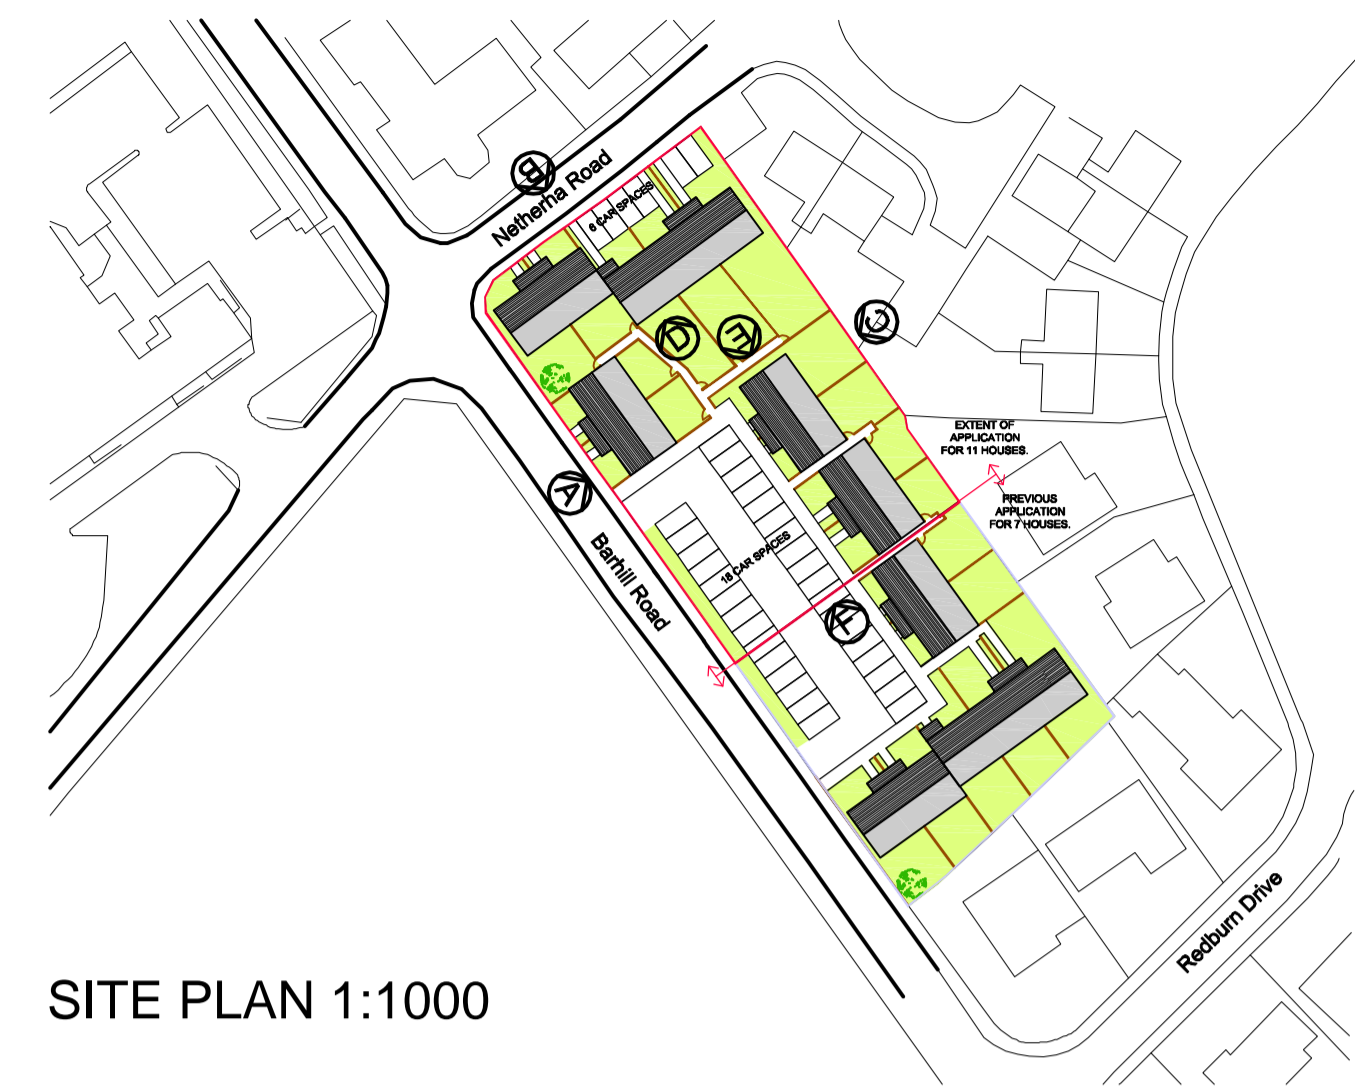 B
Netherha Road
6 CAR SPACES
D
E
C
EXTENT OF
APPLICATION
FOR 11 HOUSES.
A
PREVIOUS
APPLICATION
FOR 7 HOUSES.
18 CAR SPACES
Barhill Road
F
Redburn Drive
SITE PLAN 1:1000